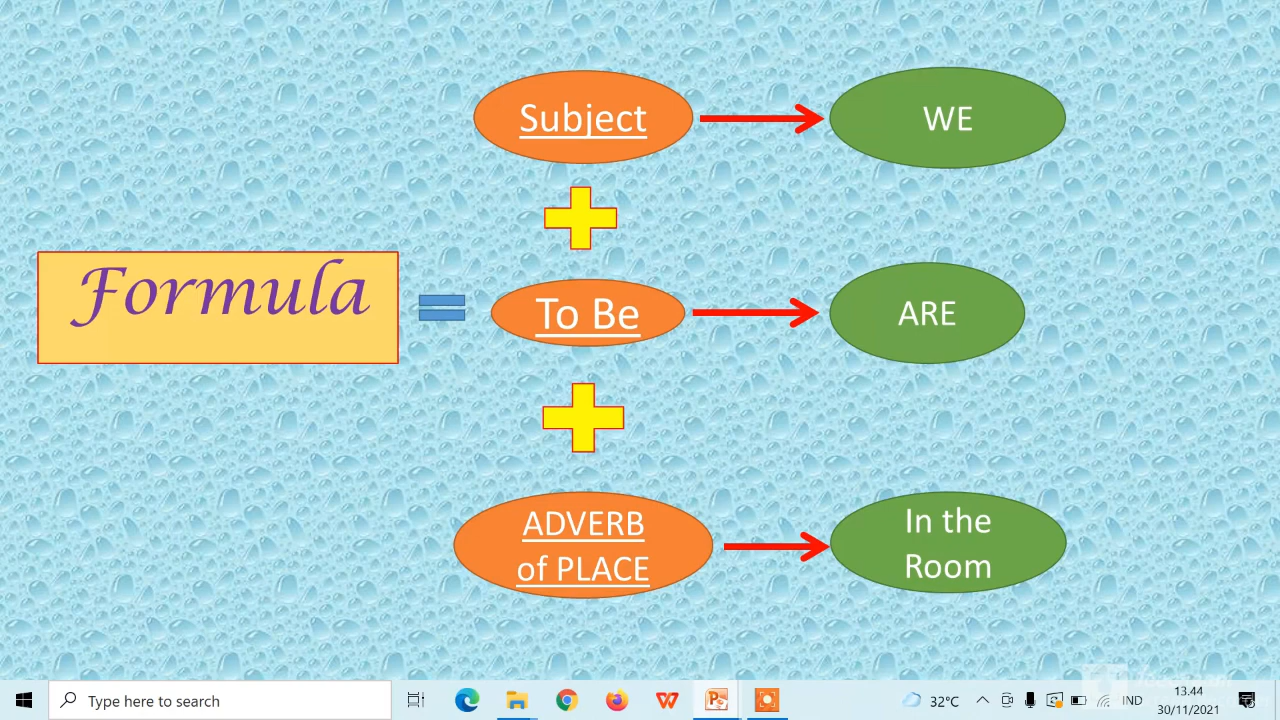 Subject
WE
Formula
To Be
ARE
ADVERB
of PLACE
In the
Room
Type here to search
32°C
IND
13.44
30/11/2021